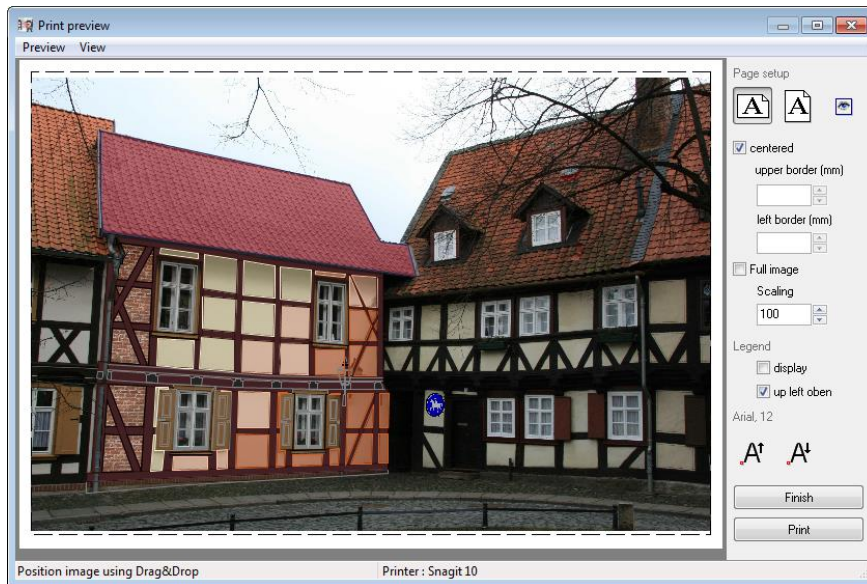 Print preview
Preview View
Page setup
A A
centered
upper border (mm)
left border (mm)
Full image
Scaling
100
Legend
display
up left oben
Arial, 12
A A
Finish
Print
Position image using Drag&Drop Printer : Snagit 10